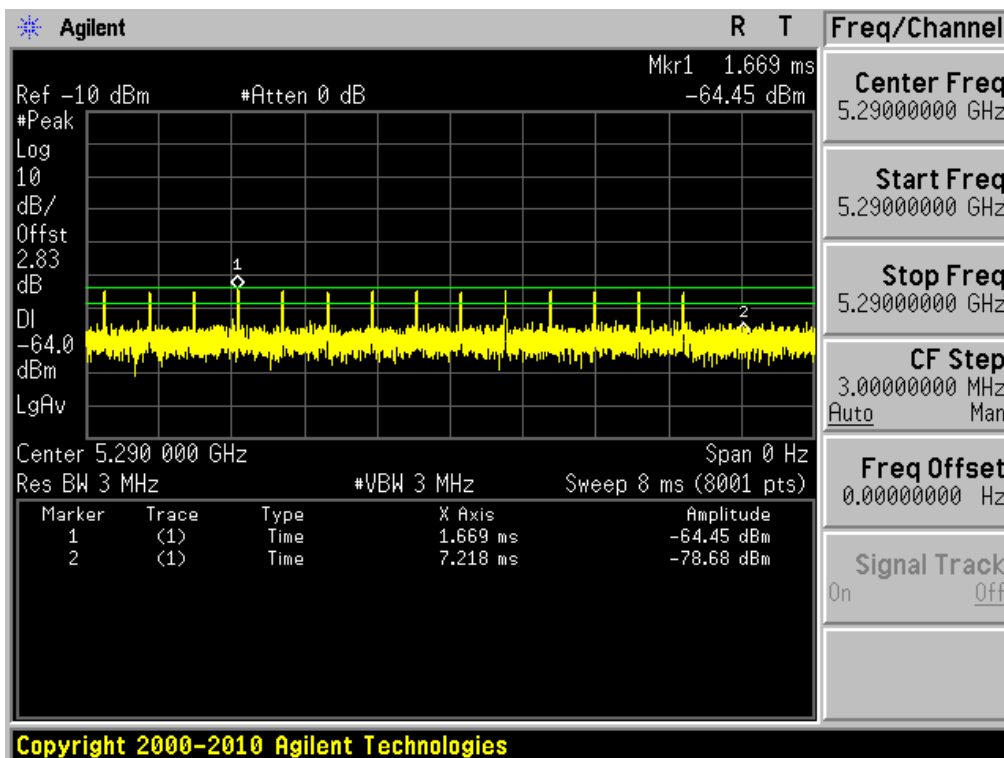 Agilent
R T
Freq/Channel
Mkr1 1.669 ms
Ref -10 dBm #Atten 0 dB -64.45 dBm
#Peak
Log
10
dB/
Offst
2.83
dB
DI
-64.0
dBm
LgAv
1
2
Center 5.290 000 GHz Span 0 Hz
Res BW 3 MHz #VBW 3 MHz Sweep 8 ms (8001 pts)
Marker Trace Type X Axis Amplitude
1 (1) Time 1.669 ms -64.45 dBm
2 (1) Time 7.218 ms -78.68 dBm
Center Freq
5.29000000 GHz
Start Freq
5.29000000 GHz
Stop Freq
5.29000000 GHz
CF Step
3.00000000 MHz
Auto Man
Freq Offset
0.00000000 Hz
Signal Track
On Off
Copyright 2000-2010 Agilent Technologies